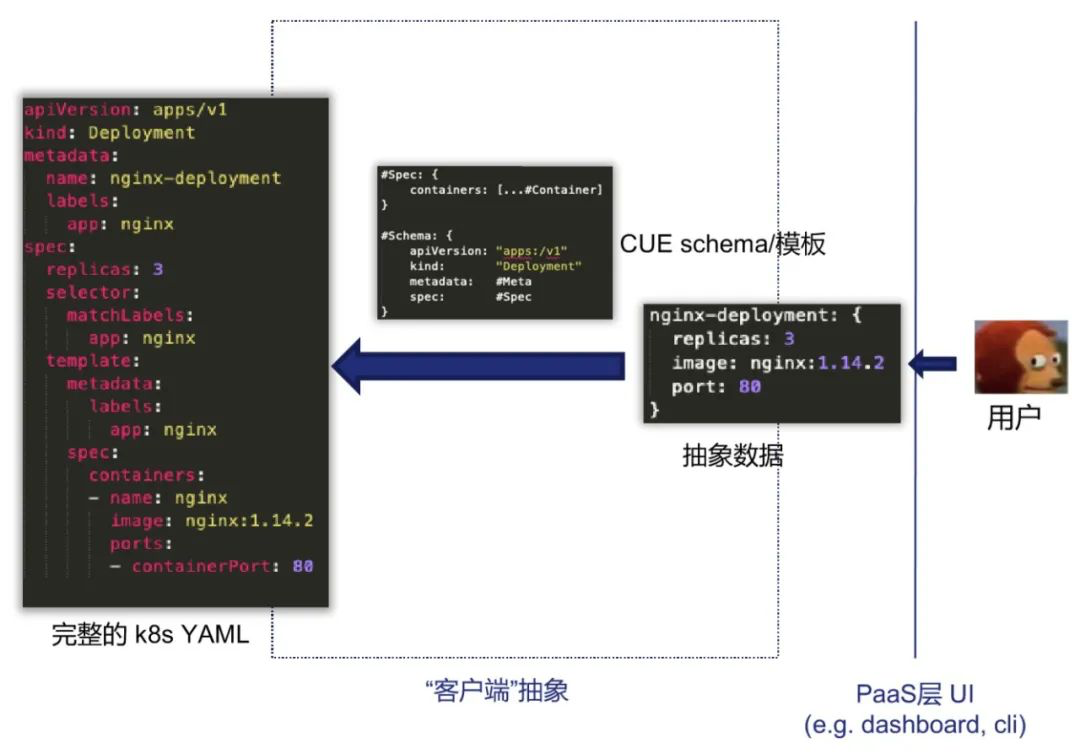 apiVersion: apps/v1
kind: Deployment
metadata:
  name: nginx-deployment
  labels:
    app: nginx
spec:
  replicas: 3
  selector:
    matchLabels:
      app: nginx
  template:
    metadata:
      labels:
        app: nginx
    spec:
      containers:
      - name: nginx
        image: nginx:1.14.2
        ports:
        - containerPort: 80
完整的 k8s YAML
#Spec: {
    containers: [...#Container]
}
#Schema: {
    apiVersion: "apps:/v1"
    kind:       "Deployment"
    metadata:   #Meta
    spec:       #Spec
}
CUE schema/模板
nginx-deployment: {
  replicas: 3
  image: nginx:1.14.2
  port: 80
}
抽象数据
用户
“客户端”抽象
PaaS层 UI
(e.g. dashboard, cli)